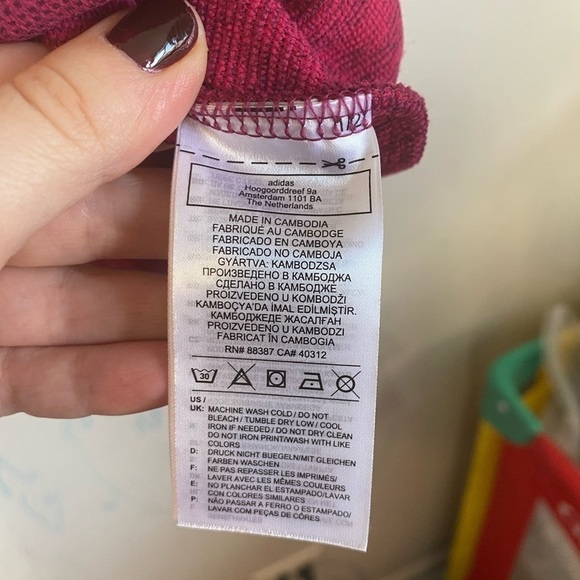 adidas
Hoogoorddreef 9a
Amsterdam 1101 BA
The Netherlands
MADE IN CAMBODIA
FABRIQUÉ AU CAMBODGE
FABRICADO EN CAMBOYA
FABRICADO NO CAMBOJA
GYÁRTVA: KAMBODZSA
ПРОИЗВЕДЕНО В КАМБОДЖА
СДЕЛАНО В КАМБОДЖЕ
PROIZVEDENO U KOMBODŽI
KAMBOÇYA'DA IMAL EDİLMİŞTİR.
КАМБОДЖЕДЕ ЖАСАЛҒАН
PROIZVEDENO U KAMBODZI
FABRICAT ÎN CAMBOGIA
RN# 88387 CA# 40312
30
US /
UK: MACHINE WASH COLD / DO NOT
BLEACH / TUMBLE DRY LOW / COOL
IRON IF NEEDED / DO NOT DRY CLEAN
DO NOT IRON PRINT/WASH WITH LIKE
COLORS
D: DRUCK NICHT BUEGELN/MIT GLEICHEN
FARBEN WASCHEN
F: NE PAS REPASSER LES IMPRIMÉS/
LAVER AVEC LES MÊMES COULEURS
E: NO PLANCHAR EL ESTAMPADO/LAVAR
CON COLORES SIMILARES
P: NÃO PASSAR A FERRO O ESTAMPADO/
LAVAR COM PEÇAS DE CÔRES